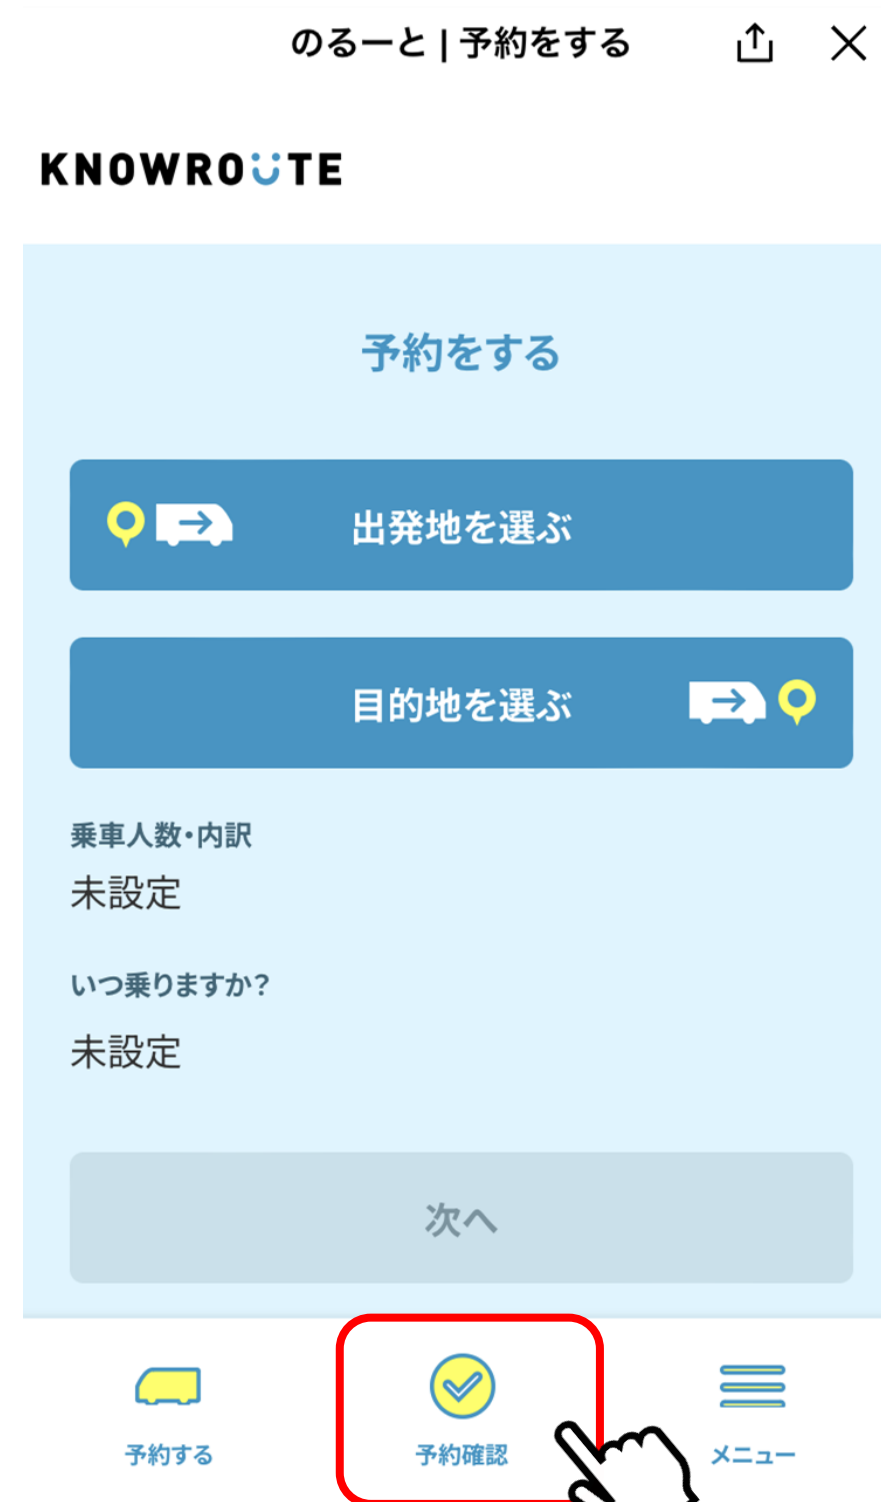 のるーと | 予約をする
KNOWROUTE
予約をする
出発地を選ぶ
目的地を選ぶ
乗車人数・内訳
未設定
いつ乗りますか？
未設定
次へ
予約する
予約確認
メニュー